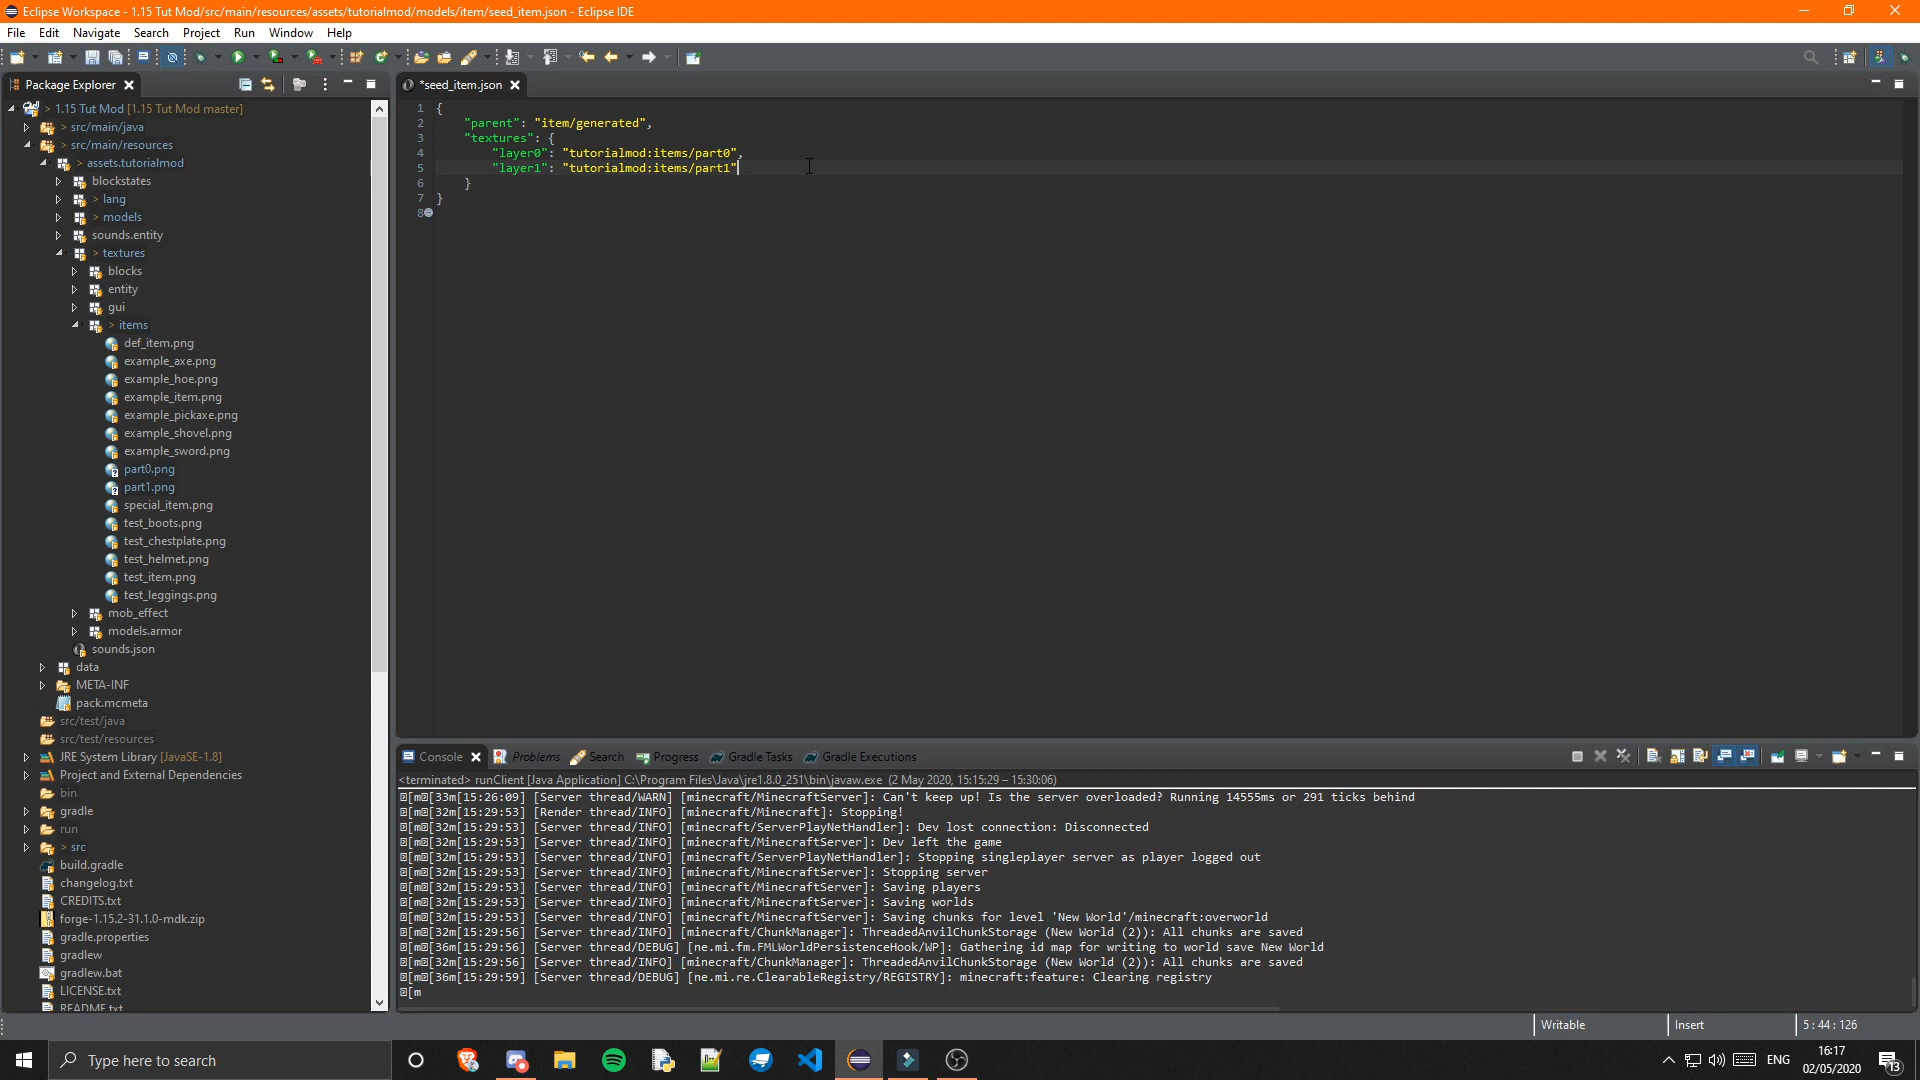 Eclipse Workspace - 1.15 Tut Mod/src/main/resources/assets/tutorialmod/models/item/seed_item.json - Eclipse IDE
File Edit Navigate Search Project Run Window Help
Package Explorer
*seed_item.json
> 1.15 Tut Mod [1.15 Tut Mod master]
> src/main/java
> src/main/resources
> assets.tutorialmod
blockstates
> lang
> models
sounds.entity
> textures
blocks
entity
gui
> items
def_item.png
example_axe.png
example_hoe.png
example_item.png
example_pickaxe.png
example_shovel.png
example_sword.png
part0.png
part1.png
special_item.png
test_boots.png
test_chestplate.png
test_helmet.png
test_item.png
test_leggings.png
mob_effect
models.armor
sounds.json
data
META-INF
pack.mcmeta
src/test/java
src/test/resources
JRE System Library [JavaSE-1.8]
Project and External Dependencies
bin
gradle
run
> src
build.gradle
changelog.txt
CREDITS.txt
forge-1.15.2-31.1.0-mdk.zip
gradle.properties
gradlew
gradlew.bat
LICENSE.txt
README.txt
1 {
2 "parent": "item/generated",
3 "textures": {
4 "layer0": "tutorialmod:items/part0",
5 "layer1": "tutorialmod:items/part1"
6 }
7 }
8
Console Problems Search Progress Gradle Tasks Gradle Executions
<terminated> runClient [Java Application] C:\Program Files\Java\jre1.8.0_251\bin\javaw.exe (2 May 2020, 15:15:29 – 15:30:06)
[m[33m[15:26:09] [Server thread/WARN] [minecraft/MinecraftServer]: Can't keep up! Is the server overloaded? Running 14555ms or 291 ticks behind
[m[32m[15:29:53] [Render thread/INFO] [minecraft/Minecraft]: Stopping!
[m[32m[15:29:53] [Server thread/INFO] [minecraft/ServerPlayNetHandler]: Dev lost connection: Disconnected
[m[32m[15:29:53] [Server thread/INFO] [minecraft/MinecraftServer]: Dev left the game
[m[32m[15:29:53] [Server thread/INFO] [minecraft/ServerPlayNetHandler]: Stopping singleplayer server as player logged out
[m[32m[15:29:53] [Server thread/INFO] [minecraft/MinecraftServer]: Stopping server
[m[32m[15:29:53] [Server thread/INFO] [minecraft/MinecraftServer]: Saving players
[m[32m[15:29:53] [Server thread/INFO] [minecraft/MinecraftServer]: Saving worlds
[m[32m[15:29:53] [Server thread/INFO] [minecraft/MinecraftServer]: Saving chunks for level 'New World'/minecraft:overworld
[m[32m[15:29:56] [Server thread/INFO] [minecraft/ChunkManager]: ThreadedAnvilChunkStorage (New World (2)): All chunks are saved
[m[36m[15:29:56] [Server thread/DEBUG] [ne.mi.fm.FMLWorldPersistenceHook/WP]: Gathering id map for writing to world save New World
[m[32m[15:29:56] [Server thread/INFO] [minecraft/ChunkManager]: ThreadedAnvilChunkStorage (New World (2)): All chunks are saved
[m[36m[15:29:59] [Server thread/DEBUG] [ne.mi.re.ClearableRegistry/REGISTRY]: minecraft:feature: Clearing registry
[m
Writable Insert 5 : 44 : 126
Type here to search
ENG
16:17
02/05/2020
13